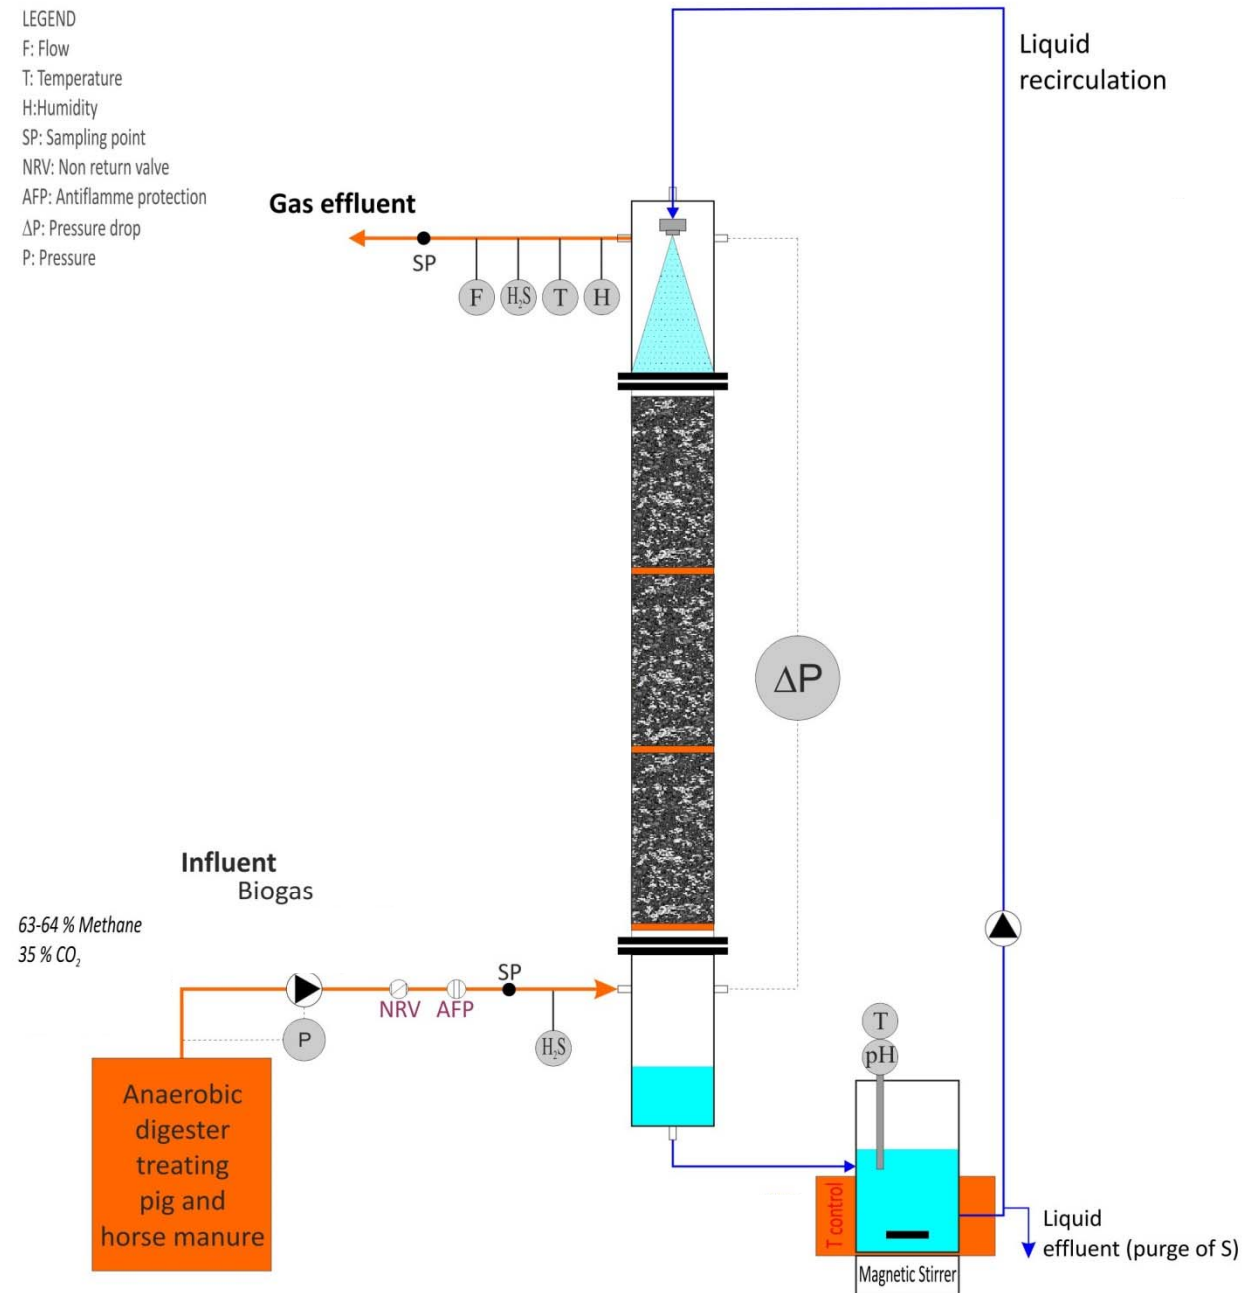 LEGEND
F: Flow
T: Temperature
H:Humidity
SP: Sampling point
NRV: Non return valve
AFP: Antiflamme protection
ΔP: Pressure drop
P: Pressure
Liquid
recirculation
Gas effluent
SP
F
H₂S
T
H
ΔP
Influent
Biogas
63-64 % Methane
35 % CO₂
SP
NRV
AFP
P
H₂S
Anaerobic
digester
treating
pig and
horse manure
T
pH
T control
Magnetic Stirrer
Liquid
effluent (purge of S)